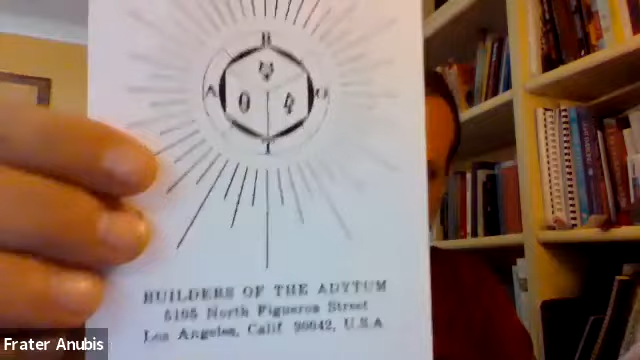 B
A O
I
BUILDERS OF THE ADYTUM
5105 North Figueroa Street
Los Angeles, Calif 90042, U.S.A
Frater Anubis